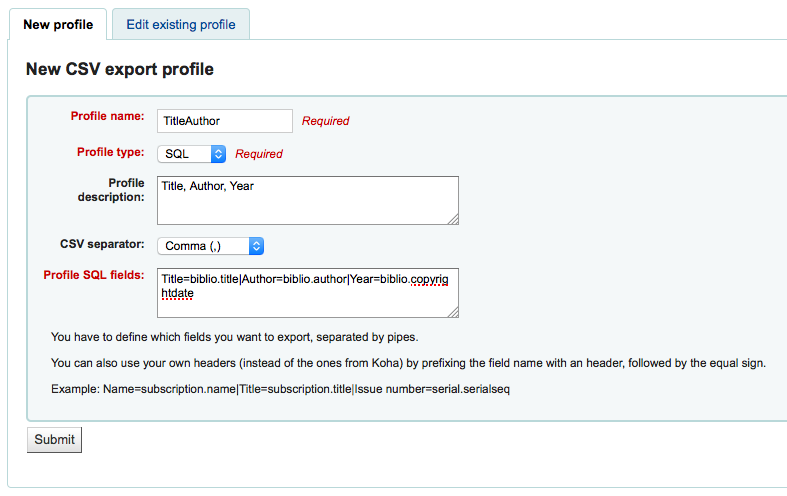 New profile
Edit existing profile
New CSV export profile
Profile name:
TitleAuthor
Required
Profile type:
SQL
Required
Profile
description:
Title, Author, Year
CSV separator:
Comma (,)
Profile SQL fields:
Title=biblio.title|Author=biblio.author|Year=biblio.copyrig
htdate
You have to define which fields you want to export, separated by pipes.
You can also use your own headers (instead of the ones from Koha) by prefixing the field name with an header, followed by the equal sign.
Example: Name=subscription.name|Title=subscription.title|Issue number=serial.serialseq
Submit